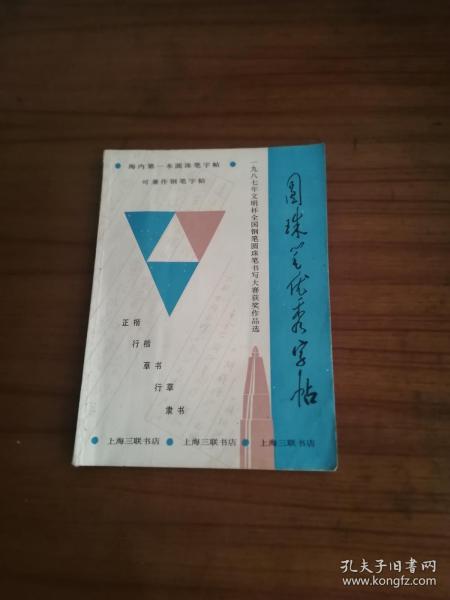 海内第一本圆珠笔字帖
可兼作钢笔字帖
一九八七年文明杯全国钢笔圆珠笔书写大赛获奖作品选
圆珠笔优秀字帖
正楷
行楷
草书
行草
隶书
上海三联书店 上海三联书店 上海三联书店
孔夫子旧书网
www.kongfz.com